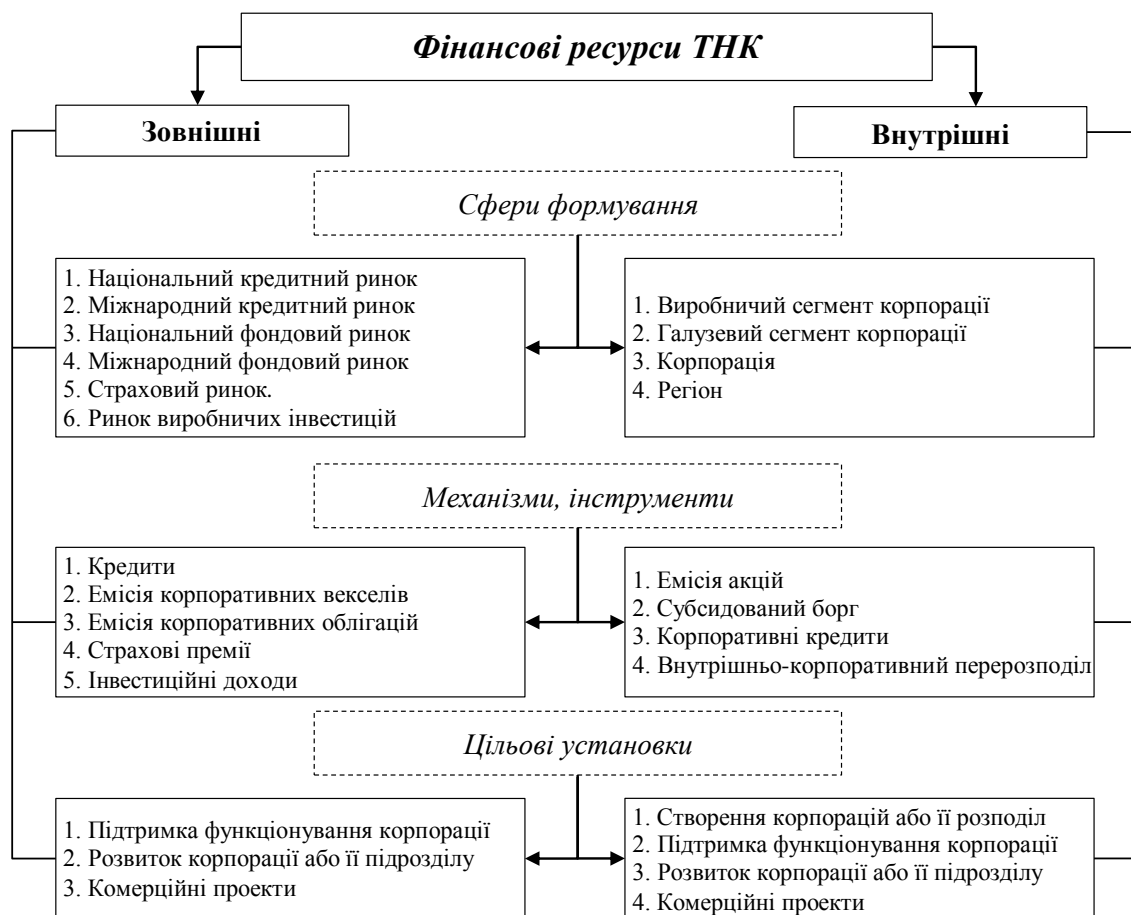 Фінансові ресурси ТНК
Зовнішні
Внутрішні
Сфери формування
1. Національний кредитний ринок
2. Міжнародний кредитний ринок
3. Національний фондовий ринок
4. Міжнародний фондовий ринок
5. Страховий ринок.
6. Ринок виробничих інвестицій
1. Виробничий сегмент корпорації
2. Галузевий сегмент корпорації
3. Корпорація
4. Регіон
Механізми, інструменти
1. Кредити
2. Емісія корпоративних векселів
3. Емісія корпоративних облігацій
4. Страхові премії
5. Інвестиційні доходи
1. Емісія акцій
2. Субсидований борг
3. Корпоративні кредити
4. Внутрішньо-корпоративний перерозподіл
Цільові установки
1. Підтримка функціонування корпорації
2. Розвиток корпорації або її підрозділу
3. Комерційні проекти
1. Створення корпорацій або її розподіл
2. Підтримка функціонування корпорації
3. Розвиток корпорації або її підрозділу
4. Комерційні проекти